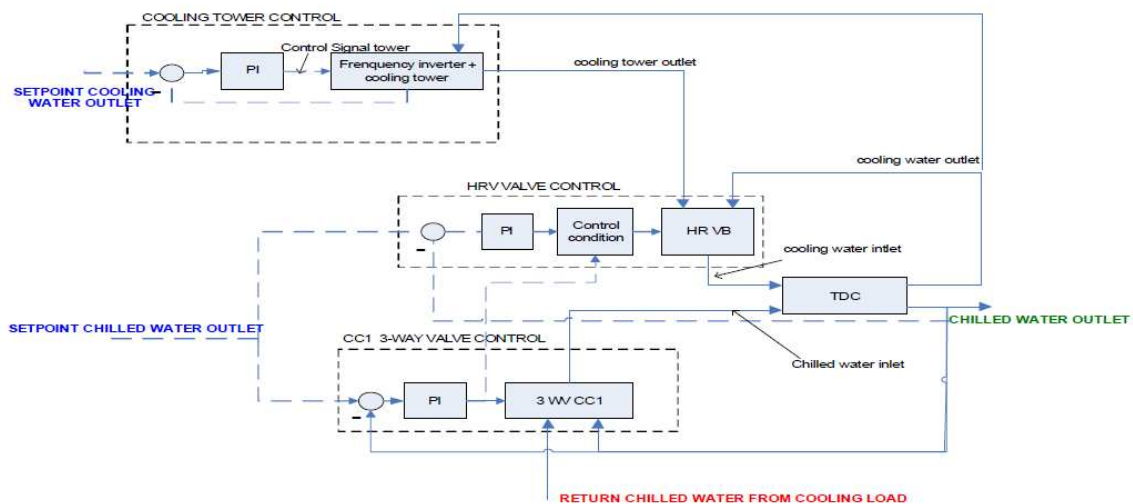 COOLING TOWER CONTROL
Control Signal tower
PI
Frenquency inverter +
cooling tower
cooling tower outlet
SETPOINT COOLING
WATER OUTLET
-
cooling water outlet
HRV VALVE CONTROL
PI
Control
condition
HR VB
-
cooling water intlet
TDC
SETPOINT CHILLED WATER OUTLET
CHILLED WATER OUTLET
CC1 3-WAY VALVE CONTROL
Chilled water inlet
PI
3 WV CC1
-
RETURN CHILLED WATER FROM COOLING LOAD